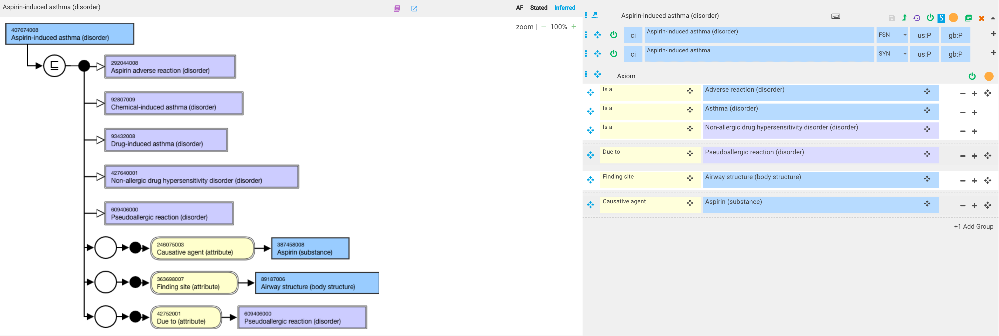 Aspirin-induced asthma (disorder)
AF Stated Inferred
zoom | − 100% +
407674008
Aspirin-induced asthma (disorder)
⊑
292044008
Aspirin adverse reaction (disorder)
92807009
Chemical-induced asthma (disorder)
93432008
Drug-induced asthma (disorder)
427640001
Non-allergic drug hypersensitivity disorder (disorder)
609406000
Pseudoallergic reaction (disorder)
246075003
Causative agent (attribute)
387458008
Aspirin (substance)
363698007
Finding site (attribute)
89187006
Airway structure (body structure)
42752001
Due to (attribute)
609406000
Pseudoallergic reaction (disorder)
Aspirin-induced asthma (disorder)
S
ci Aspirin-induced asthma (disorder) FSN us:P gb:P
ci Aspirin-induced asthma SYN us:P gb:P
Axiom
Is a Adverse reaction (disorder)
Is a Asthma (disorder)
Is a Non-allergic drug hypersensitivity disorder (disorder)
Due to Pseudoallergic reaction (disorder)
Finding site Airway structure (body structure)
Causative agent Aspirin (substance)
+1 Add Group